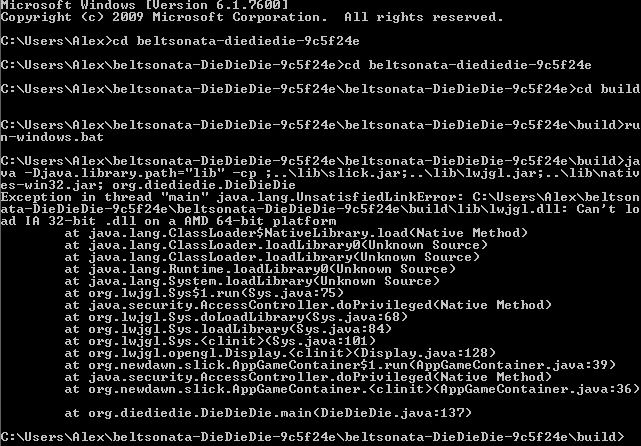 Microsoft Windows [Version 6.1.7600]
Copyright (c) 2009 Microsoft Corporation.  All rights reserved.
C:\Users\Alex>cd beltsonata-diediedie-9c5f24e
C:\Users\Alex\beltsonata-DieDieDie-9c5f24e>cd beltsonata-diediedie-9c5f24e
C:\Users\Alex\beltsonata-DieDieDie-9c5f24e\beltsonata-DieDieDie-9c5f24e>cd build
C:\Users\Alex\beltsonata-DieDieDie-9c5f24e\beltsonata-DieDieDie-9c5f24e\build>ru
n-windows.bat
C:\Users\Alex\beltsonata-DieDieDie-9c5f24e\beltsonata-DieDieDie-9c5f24e\build>ja
va -Djava.library.path="lib" -cp ;..\lib\slick.jar;..\lib\lwjgl.jar;..\lib\nativ
es-win32.jar; org.diediedie.DieDieDie
Exception in thread "main" java.lang.UnsatisfiedLinkError: C:\Users\Alex\beltson
ata-DieDieDie-9c5f24e\beltsonata-DieDieDie-9c5f24e\build\lib\lwjgl.dll: Can't lo
ad IA 32-bit .dll on a AMD 64-bit platform
        at java.lang.ClassLoader$NativeLibrary.load(Native Method)
        at java.lang.ClassLoader.loadLibrary0(Unknown Source)
        at java.lang.ClassLoader.loadLibrary(Unknown Source)
        at java.lang.Runtime.loadLibrary0(Unknown Source)
        at java.lang.System.loadLibrary(Unknown Source)
        at org.lwjgl.Sys$1.run(Sys.java:75)
        at java.security.AccessController.doPrivileged(Native Method)
        at org.lwjgl.Sys.doLoadLibrary(Sys.java:68)
        at org.lwjgl.Sys.loadLibrary(Sys.java:84)
        at org.lwjgl.Sys.<clinit>(Sys.java:101)
        at org.lwjgl.opengl.Display.<clinit>(Display.java:128)
        at org.newdawn.slick.AppGameContainer$1.run(AppGameContainer.java:39)
        at java.security.AccessController.doPrivileged(Native Method)
        at org.newdawn.slick.AppGameContainer.<clinit>(AppGameContainer.java:36)
        at org.diediedie.DieDieDie.main(DieDieDie.java:137)
C:\Users\Alex\beltsonata-DieDieDie-9c5f24e\beltsonata-DieDieDie-9c5f24e\build>